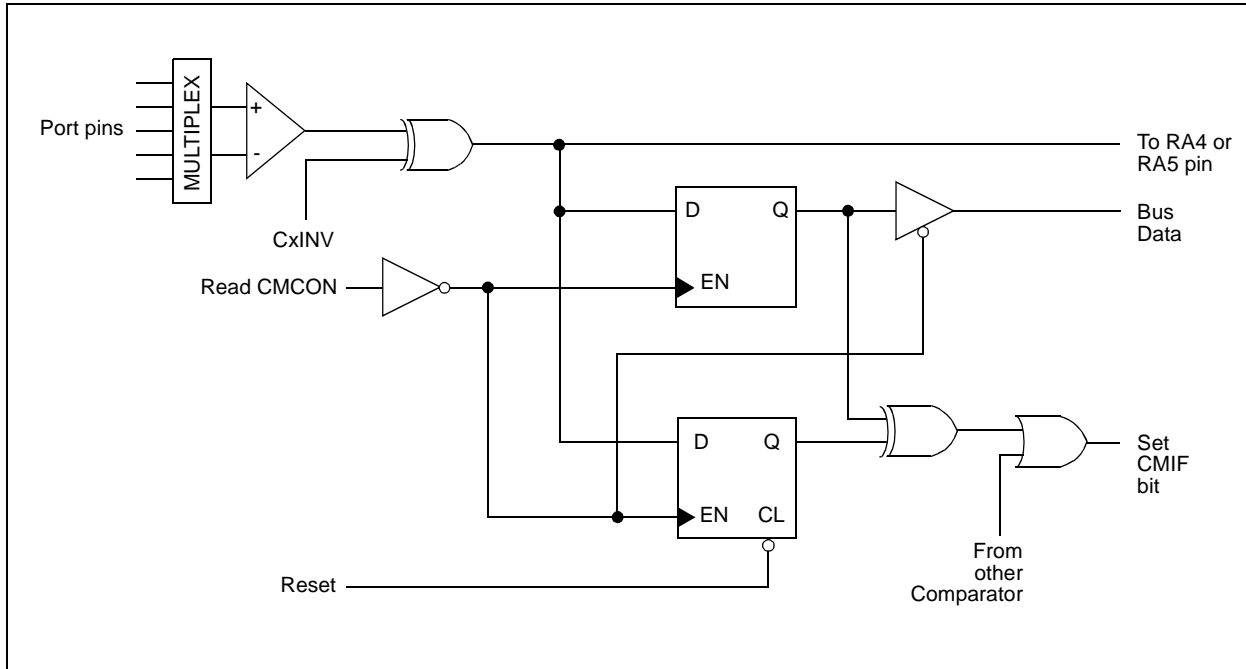 MULTIPLEX
Port pins
+
-
To RA4 or
RA5 pin
D
Q
Bus
Data
CxINV
EN
Read CMCON
D
Q
Set
CMIF
bit
EN
CL
From
other
Comparator
Reset